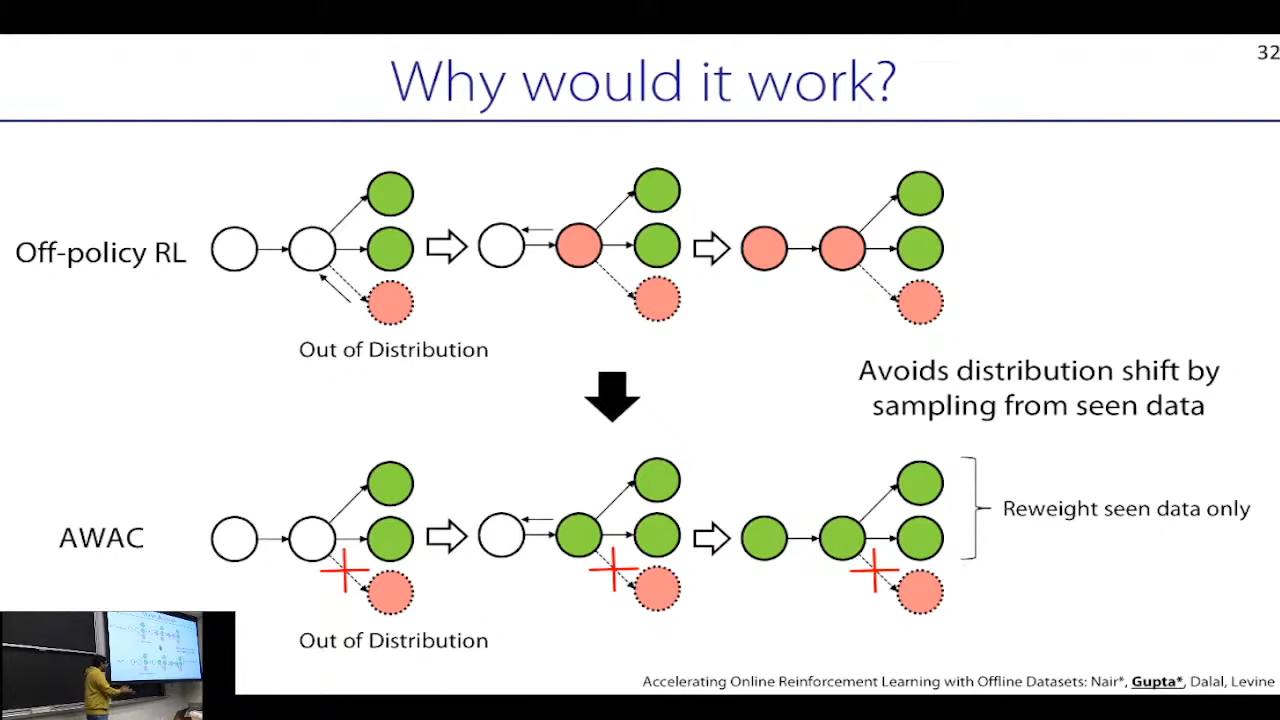 32
Why would it work?
Off-policy RL
Out of Distribution
Avoids distribution shift by
sampling from seen data
AWAC
Reweight seen data only
Out of Distribution
Accelerating Online Reinforcement Learning with Offline Datasets: Nair*, Gupta*, Dalal, Levine